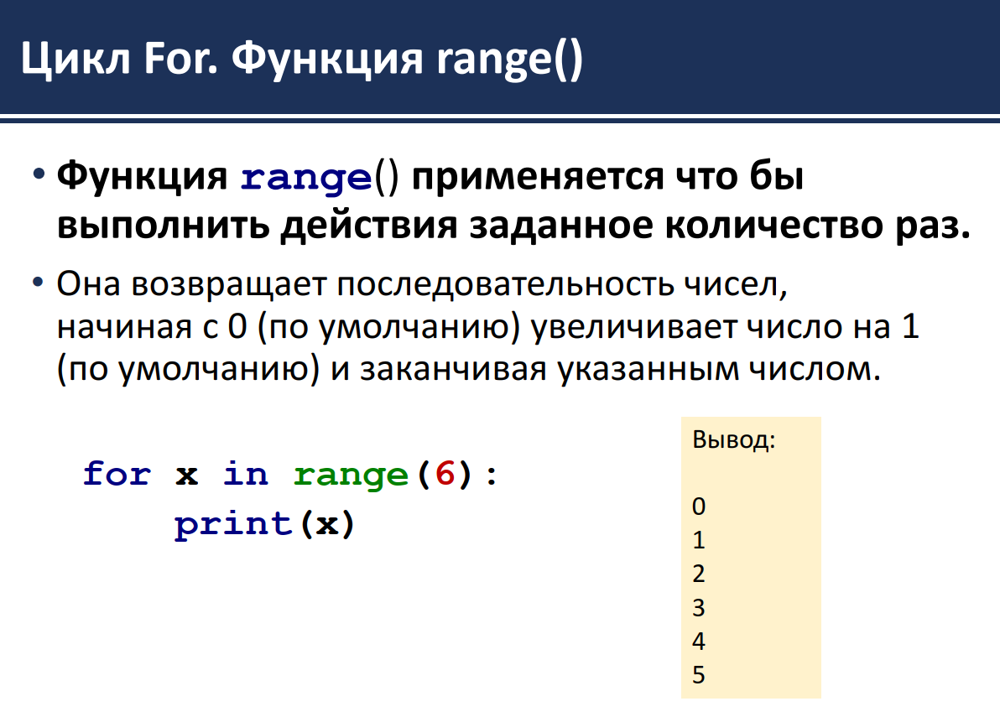 Цикл For. Функция range()
• Функция range() применяется что бы
выполнить действия заданное количество раз.
• Она возвращает последовательность чисел,
начиная с 0 (по умолчанию) увеличивает число на 1
(по умолчанию) и заканчивая указанным числом.
for x in range(6):
    print(x)
Вывод:
0
1
2
3
4
5